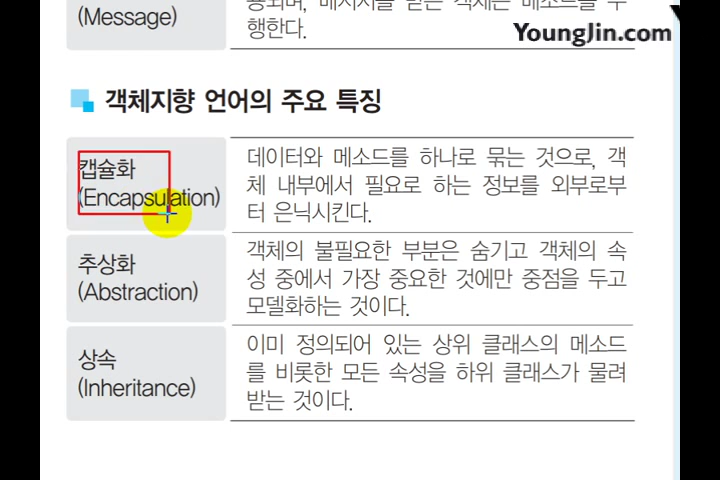 (Message)
행한다.
YoungJin.com
객체지향 언어의 주요 특징
캡슐화
(Encapsulation)
데이터와 메소드를 하나로 묶는 것으로, 객
체 내부에서 필요로 하는 정보를 외부로부
터 은닉시킨다.
추상화
(Abstraction)
객체의 불필요한 부분은 숨기고 객체의 속
성 중에서 가장 중요한 것에만 중점을 두고
모델화하는 것이다.
상속
(Inheritance)
이미 정의되어 있는 상위 클래스의 메소드
를 비롯한 모든 속성을 하위 클래스가 물려
받는 것이다.